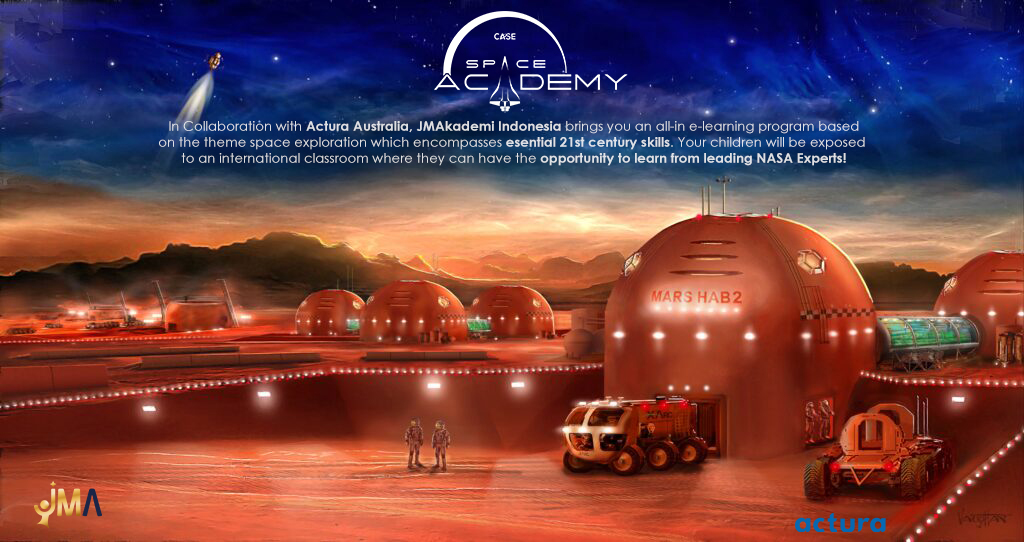 CASE
SPACE
ACADEMY
In Collaboration with Actura Australia, JMAkademi Indonesia brings you an all-in e-learning program based
on the theme space exploration which encompasses esential 21st century skills. Your children will be exposed
to an international classroom where they can have the opportunity to learn from leading NASA Experts!
MARS HAB2
JMA
actura